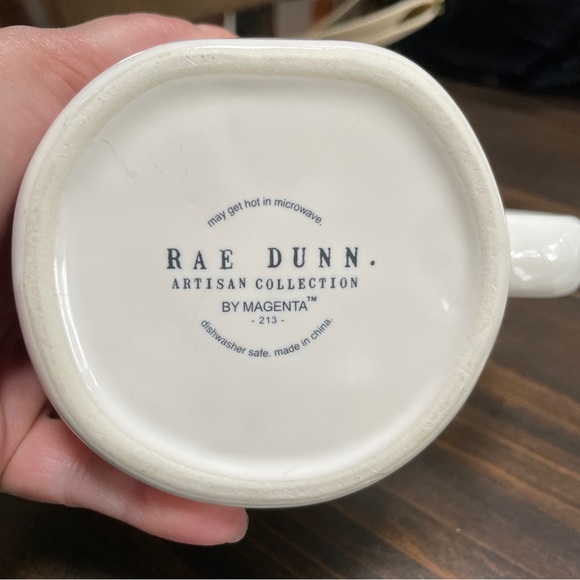 may get hot in microwave.
RAE DUNN.
ARTISAN COLLECTION
BY MAGENTA™
- 213 -
dishwasher safe. made in china.